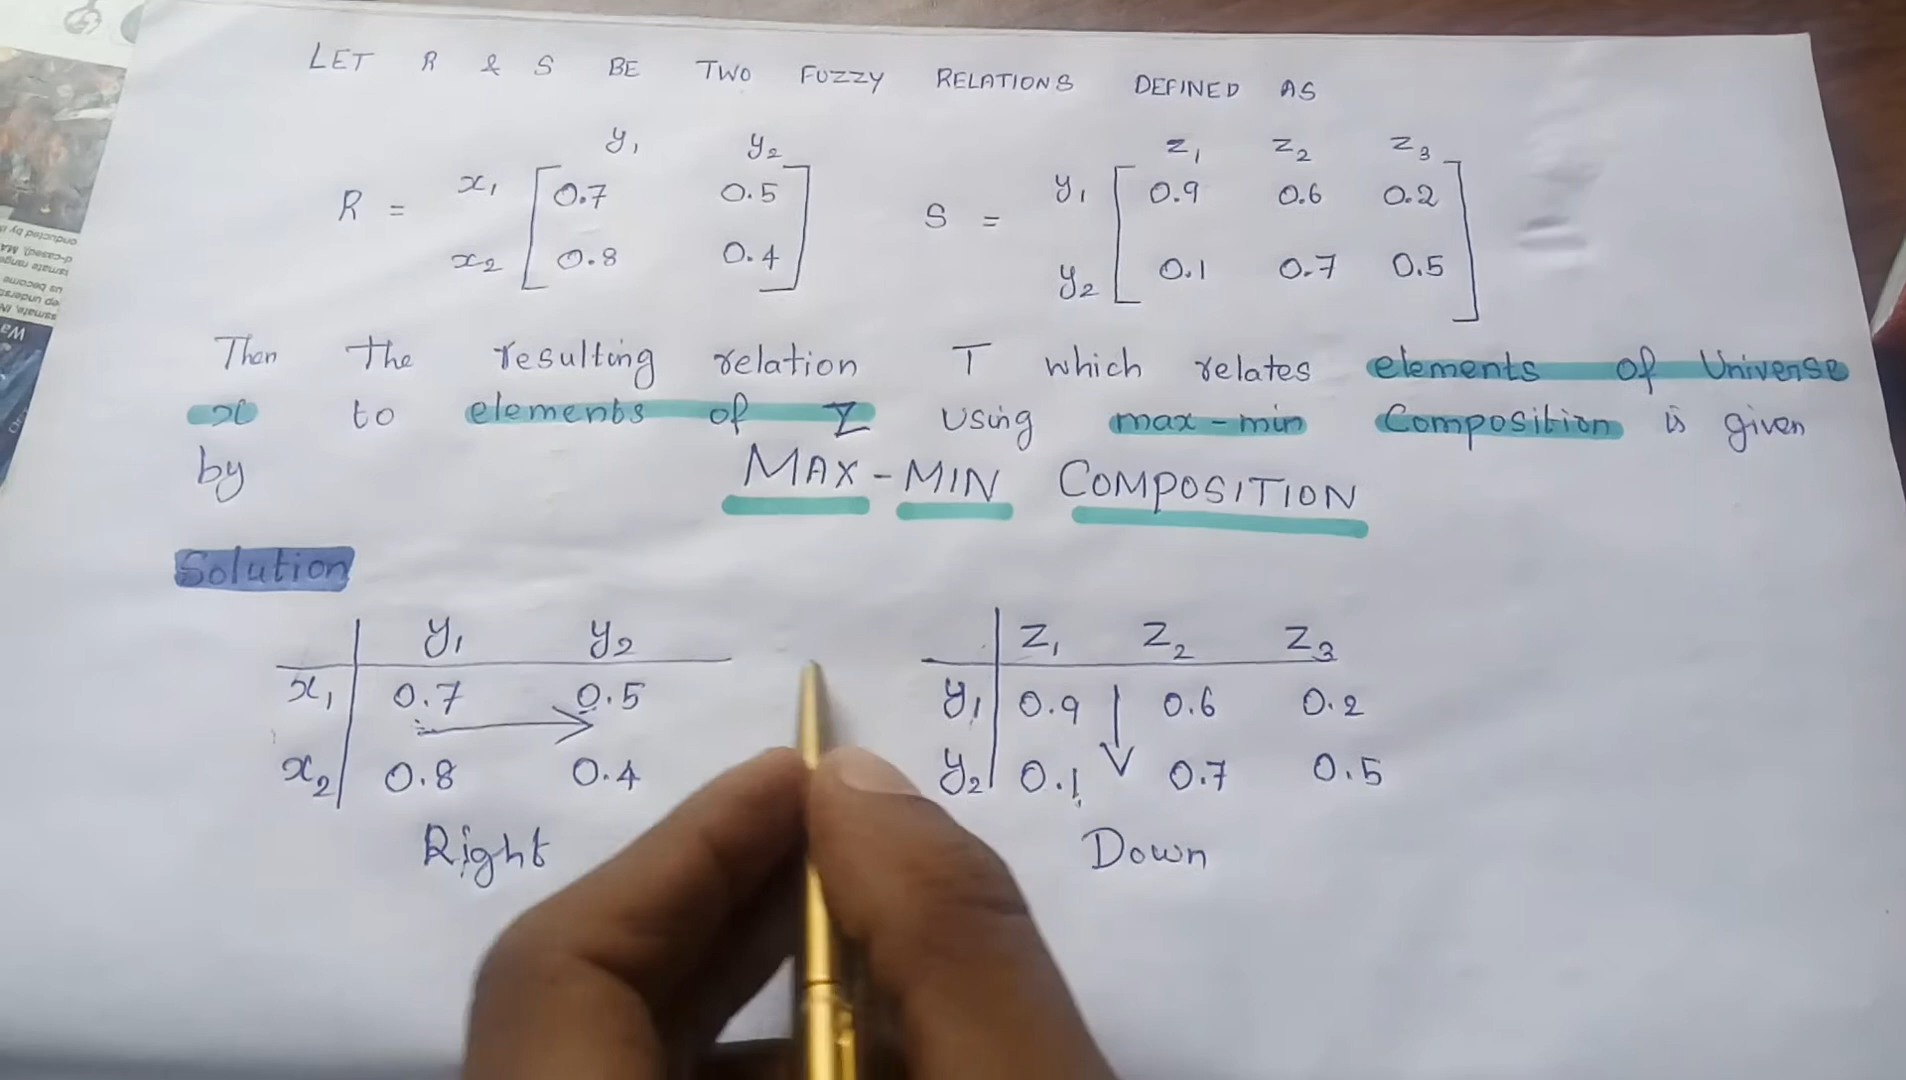 LET R & S BE TWO FUZZY RELATIONS DEFINED AS
y₁ y₂
z₁ z₂ z₃
R = x₁ [0.7 0.5]
x₂ [0.8 0.4]
S = y₁ [0.9 0.6 0.2]
y₂ [0.1 0.7 0.5]
Then the resulting relation T which relates elements of Universe
x to elements of Z using max-min Composition is given
by
MAX-MIN COMPOSITION
Solution
y₁ y₂
x₁ 0.7 0.5
x₂ 0.8 0.4
Right
z₁ z₂ z₃
y₁ 0.9 0.6 0.2
y₂ 0.1 0.7 0.5
Down